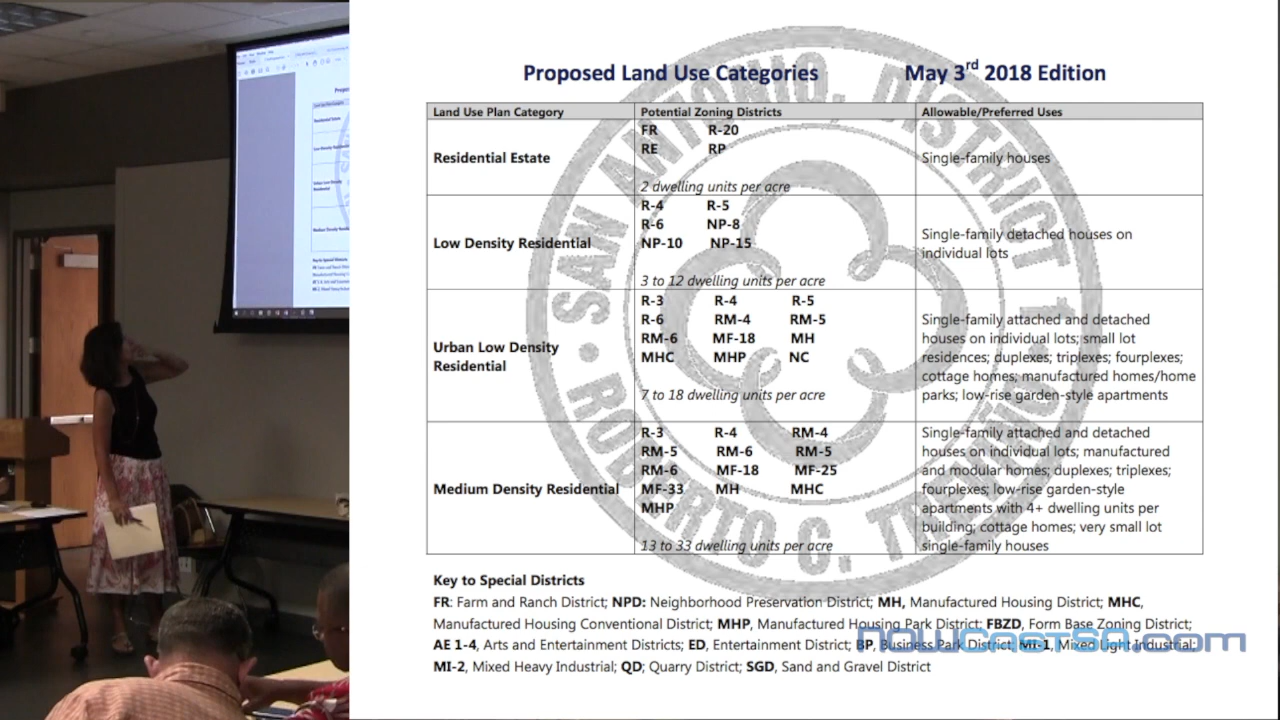 Proposed Land Use Categories May 3rd 2018 Edition
Land Use Plan Category Potential Zoning Districts Allowable/Preferred Uses
Residential Estate
FR R-20
RE RP
2 dwelling units per acre
Single-family houses
Low Density Residential
R-4 R-5
R-6 NP-8
NP-10 NP-15
3 to 12 dwelling units per acre
Single-family detached houses on
individual lots
Urban Low Density
Residential
R-3 R-4 R-5
R-6 RM-4 RM-5
RM-6 MF-18 MH
MHC MHP NC
7 to 18 dwelling units per acre
Single-family attached and detached
houses on individual lots; small lot
residences; duplexes; triplexes; fourplexes;
cottage homes; manufactured homes/home
parks; low-rise garden-style apartments
Medium Density Residential
R-3 R-4 RM-4
RM-5 RM-6 RM-5
RM-6 MF-18 MF-25
MF-33 MH MHC
MHP
13 to 33 dwelling units per acre
Single-family attached and detached
houses on individual lots; manufactured
and modular homes; duplexes; triplexes;
fourplexes; low-rise garden-style
apartments with 4+ dwelling units per
building; cottage homes; very small lot
single-family houses
Key to Special Districts
FR: Farm and Ranch District; NPD: Neighborhood Preservation District; MH, Manufactured Housing District; MHC,
Manufactured Housing Conventional District; MHP, Manufactured Housing Park District; FBZD, Form Base Zoning District;
AE 1-4, Arts and Entertainment Districts; ED, Entertainment District; BP, Business Park District; MI-1, Mixed Light Industrial;
MI-2, Mixed Heavy Industrial; QD; Quarry District; SGD, Sand and Gravel District
SAN ANTONIO, DISTRICT 1
ROBERTO C. TREVIÑO
nowCastSA.com